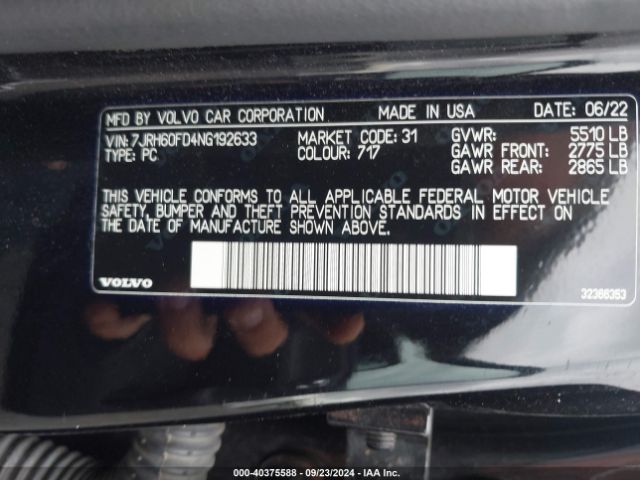 MFD BY VOLVO CAR CORPORATION MADE IN USA DATE: 06/22
VIN: 7JRH60FD4NG192633 MARKET CODE: 31 GVWR: 5510 LB
TYPE: PC COLOUR: 717 GAWR FRONT: 2775 LB
GAWR REAR: 2865 LB
THIS VEHICLE CONFORMS TO ALL APPLICABLE FEDERAL MOTOR VEHICLE
SAFETY, BUMPER AND THEFT PREVENTION STANDARDS IN EFFECT ON
THE DATE OF MANUFACTURE SHOWN ABOVE.
VOLVO 32366353
000-40375588 - 09/23/2024 - IAA Inc.